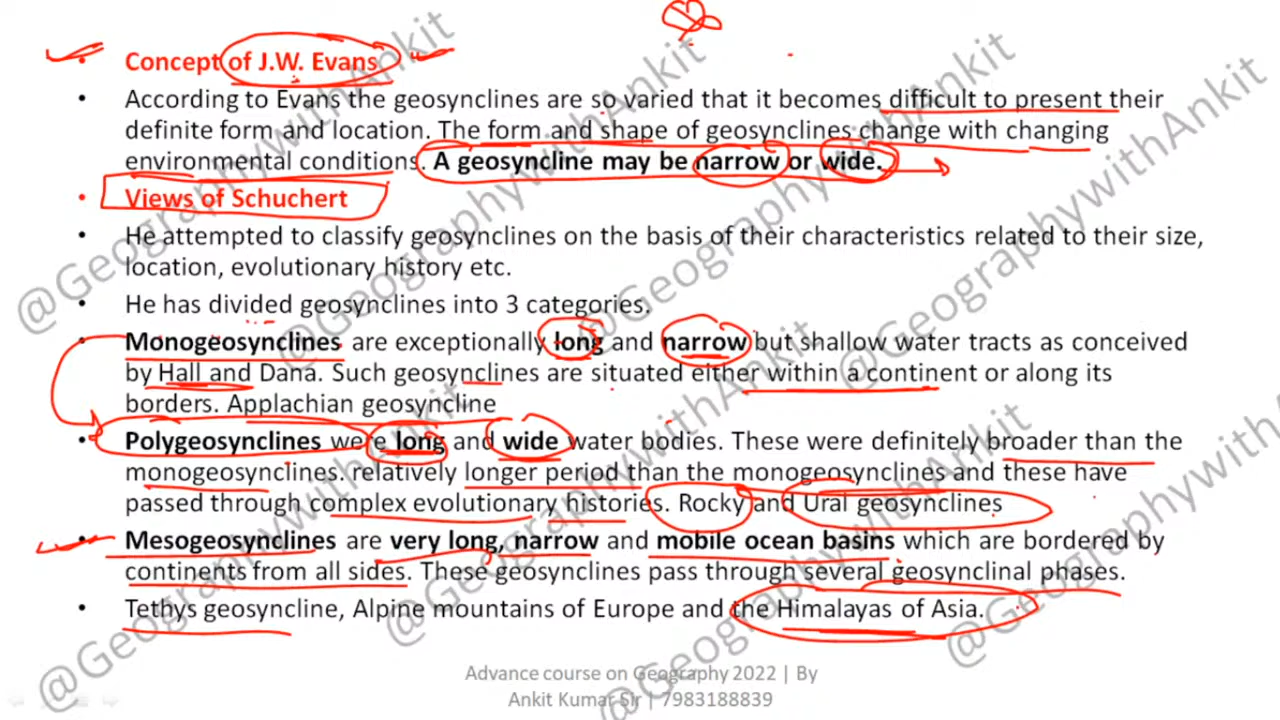 • Concept of J.W. Evans
• According to Evans the geosynclines are so varied that it becomes difficult to present their
definite form and location. The form and shape of geosynclines change with changing
environmental conditions. A geosyncline may be narrow or wide.
• Views of Schuchert
• He attempted to classify geosynclines on the basis of their characteristics related to their size,
location, evolutionary history etc.
• He has divided geosynclines into 3 categories.
• Monogeosynclines are exceptionally long and narrow but shallow water tracts as conceived
by Hall and Dana. Such geosynclines are situated either within a continent or along its
borders. Applachian geosyncline
• Polygeosynclines were long and wide water bodies. These were definitely broader than the
monogeosynclines. relatively longer period than the monogeosynclines and these have
passed through complex evolutionary histories. Rocky and Ural geosynclines
• Mesogeosynclines are very long, narrow and mobile ocean basins which are bordered by
continents from all sides. These geosynclines pass through several geosynclinal phases.
• Tethys geosyncline, Alpine mountains of Europe and the Himalayas of Asia.
Advance course on Geography 2022 | By
Ankit Kumar Sir | 7983188839
@GeographywithAnkit
@GeographywithAnkit
@GeographywithAnkit
@GeographywithAnkit
@GeographywithAnkit
@GeographywithAnkit
@GeographywithAnkit
@GeographywithAnkit